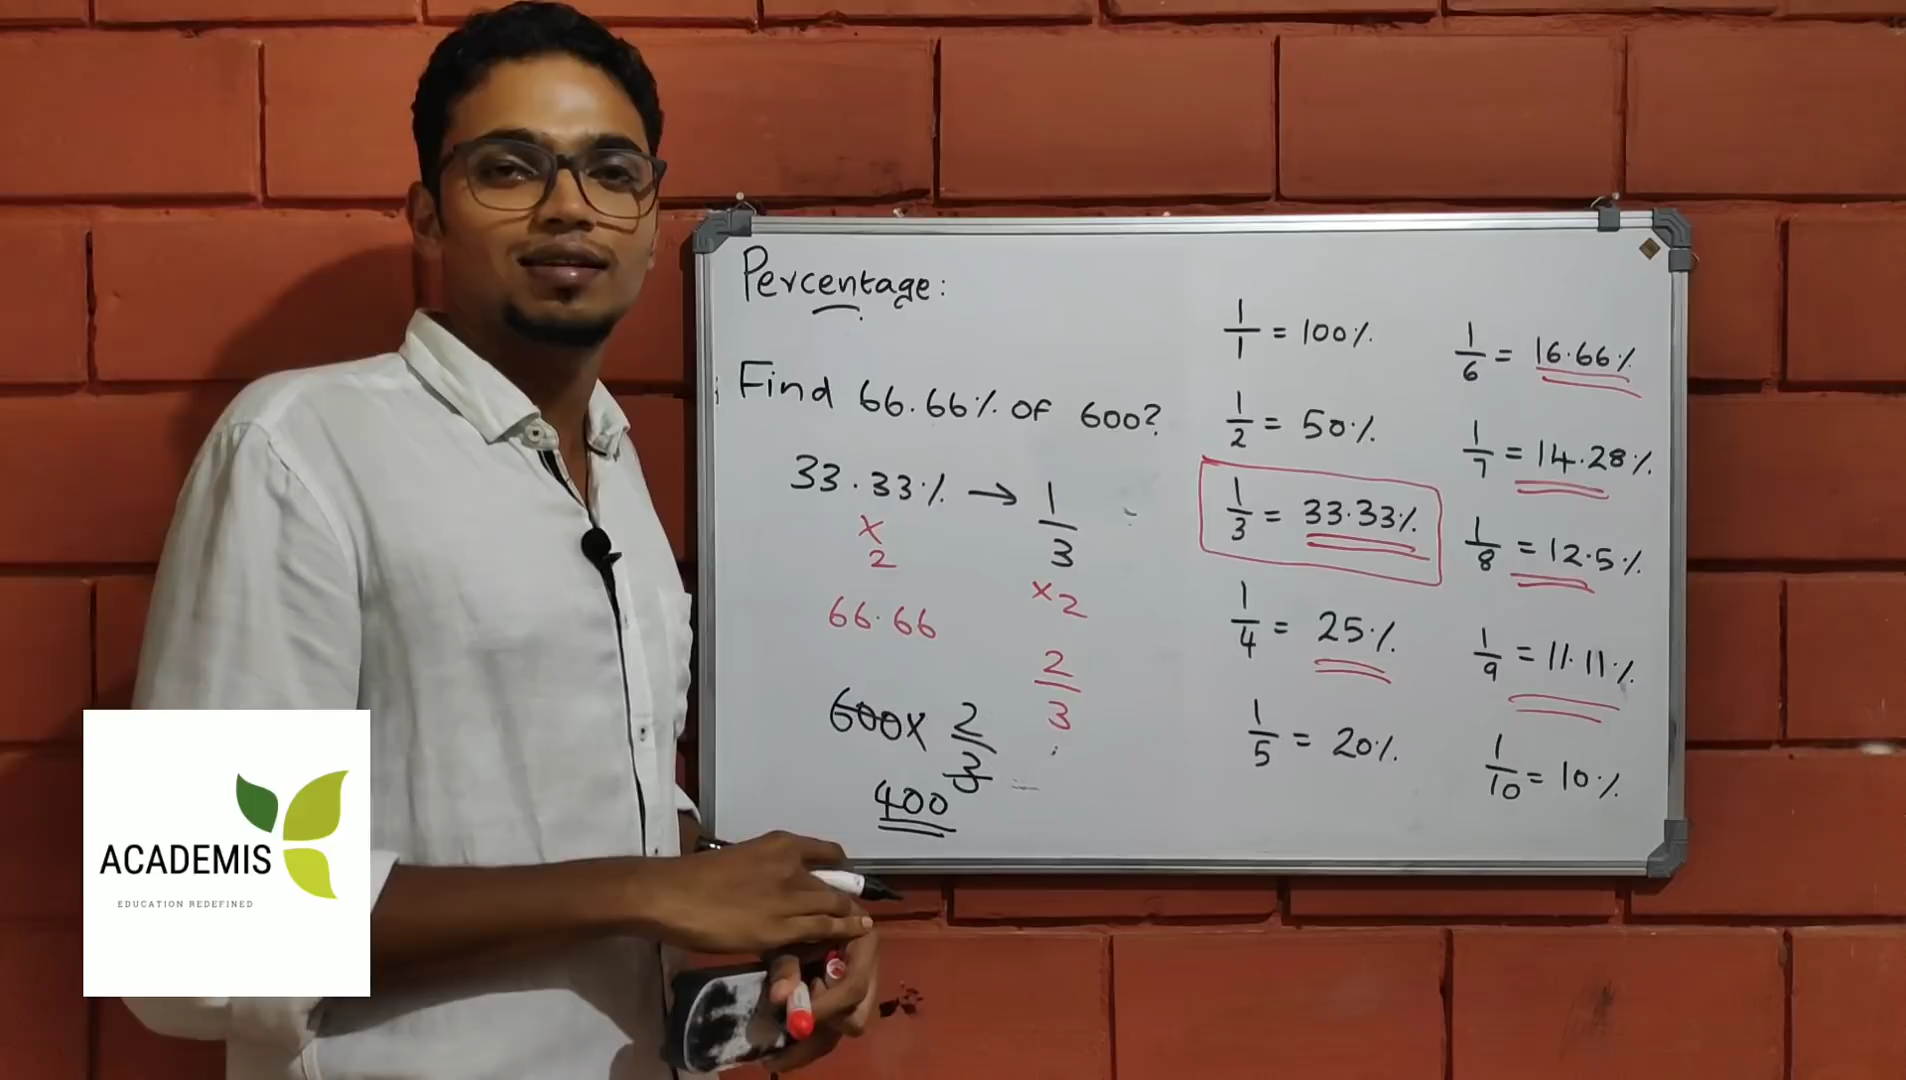 Percentage:
Find 66.66% of 600?
33.33% → 1/3
× 2
×2
66.66
2/3
600 × 2/3
400
1/1 = 100%
1/2 = 50%
1/3 = 33.33%
1/4 = 25%
1/5 = 20%
1/6 = 16.66%
1/7 = 14.28%
1/8 = 12.5%
1/9 = 11.11%
1/10 = 10%
ACADEMIS
EDUCATION REDEFINED